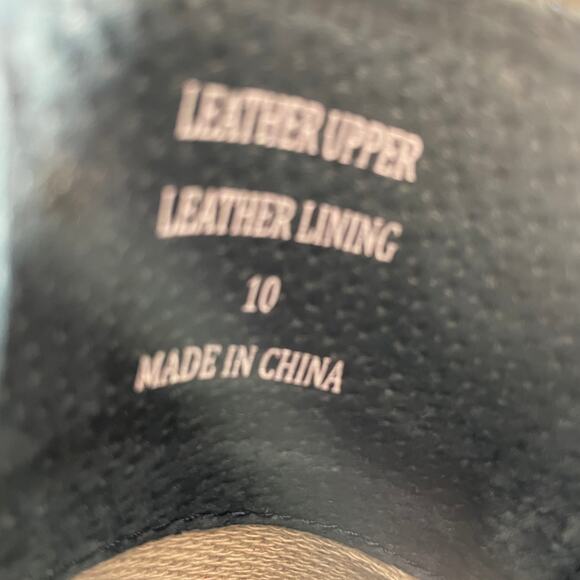 LEATHER UPPER
LEATHER LINING
10
MADE IN CHINA